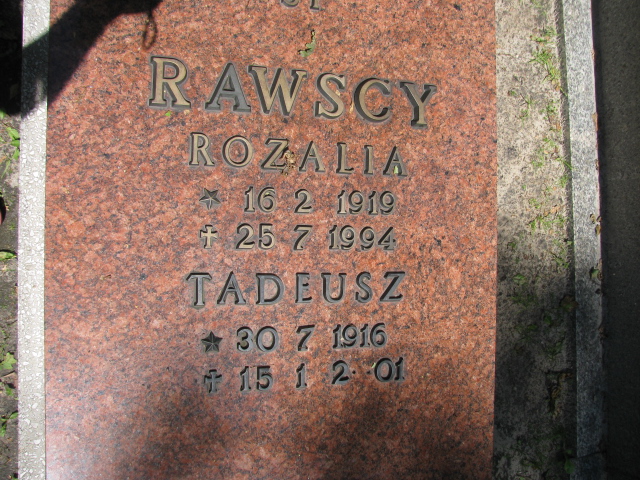 RAWSCY
ROZALIA
16 2 1919
25 7 1994
TADEUSZ
30 7 1916
15 1 2 01